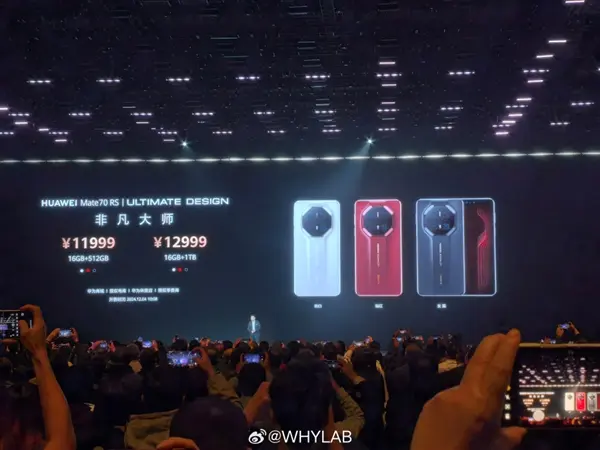 HUAWEI Mate70 RS | ULTIMATE DESIGN
非凡大师
¥11999
¥12999
16GB+512GB
16GB+1TB
@WHYLAB